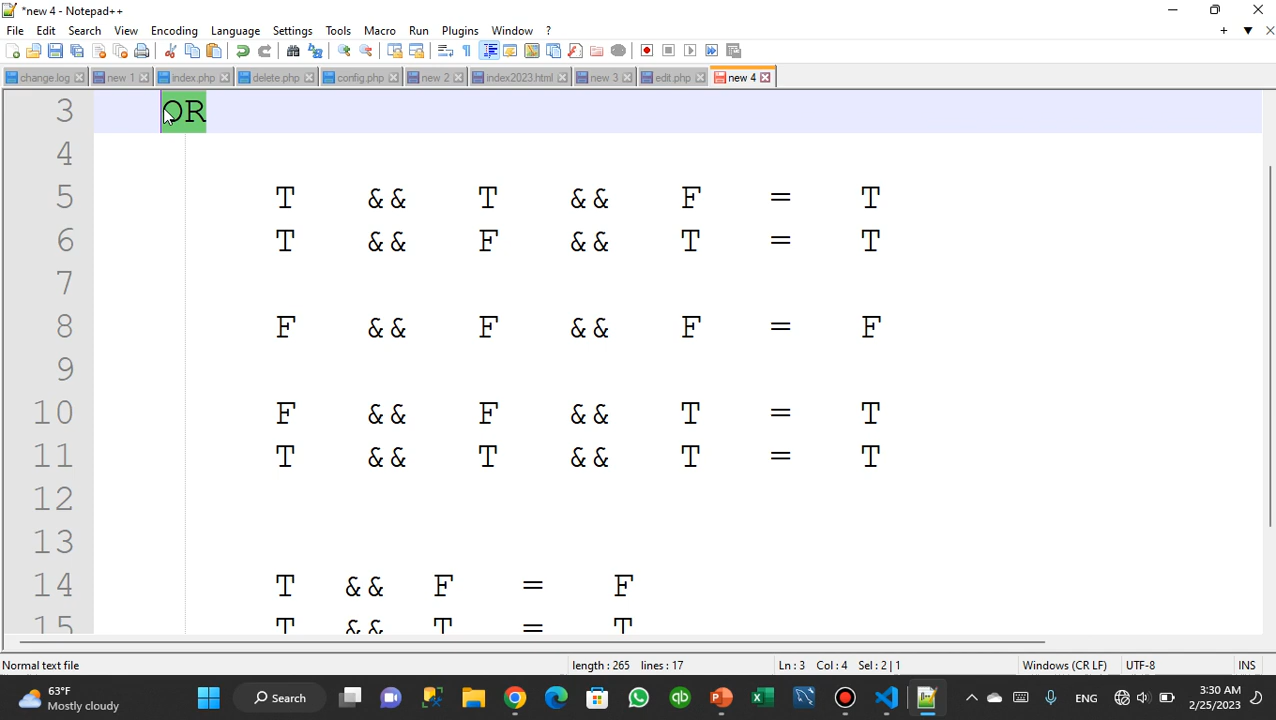 *new 4 - Notepad++
File Edit Search View Encoding Language Settings Tools Macro Run Plugins Window ?
change.log new 1 index.php delete.php config.php new 2 index2023.html new 3 edit.php new 4
3 OR
4
5 T && T && F = T
6 T && F && T = T
7
8 F && F && F = F
9
10 F && F && T = T
11 T && T && T = T
12
13
14 T && F = F
15 T && T = T
Normal text file length : 265 lines : 17 Ln : 3 Col : 4 Sel : 2 | 1 Windows (CR LF) UTF-8 INS
63°F
Mostly cloudy
Search
ENG
3:30 AM
2/25/2023